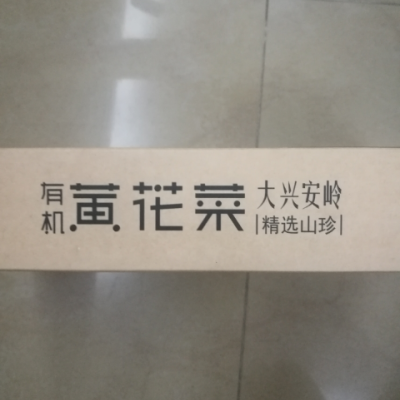 有机
黄花菜
大兴安岭
精选山珍